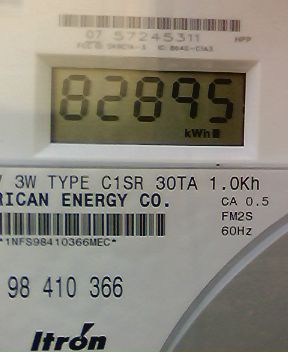 07 57245311 HPP
82895
kWh
V 3W TYPE C1SR 30TA 1.0Kh
RICAN ENERGY CO.
CA 0.5
FM2S
60Hz
*1NFS98410366MEC*
98 410 366
Itron